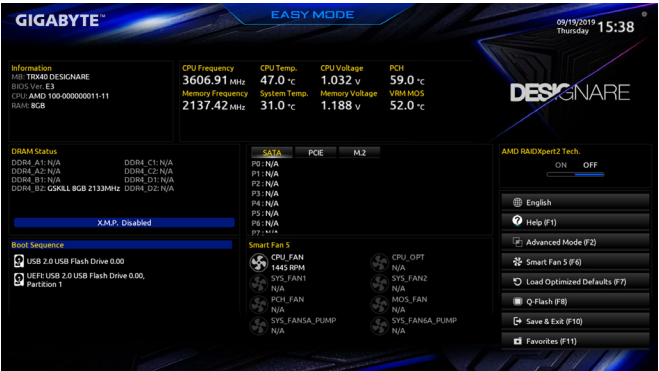 GIGABYTE™
EASY MODE
09/19/2019
Thursday
15:38
Information
MB: TRX40 DESIGNARE
BIOS Ver. E3
CPU: AMD 100-000000011-11
RAM: 8GB
CPU Frequency
3606.91 MHz
CPU Temp.
47.0 °C
CPU Voltage
1.032 V
PCH
59.0 °C
Memory Frequency
2137.42 MHz
System Temp.
31.0 °C
Memory Voltage
1.188 V
VRM MOS
52.0 °C
DESIGNARE
DRAM Status
DDR4_A1: N/A
DDR4_C1: N/A
DDR4_A2: N/A
DDR4_C2: N/A
DDR4_B1: N/A
DDR4_D1: N/A
DDR4_B2: GSKILL 8GB 2133MHz
DDR4_D2: N/A
X.M.P. Disabled
SATA
PCIE
M.2
P0 : N/A
P1 : N/A
P2 : N/A
P3 : N/A
P4 : N/A
P5 : N/A
P6 : N/A
P7 : N/A
AMD RAIDXpert2 Tech.
ON
OFF
Boot Sequence
USB 2.0 USB Flash Drive 0.00
UEFI: USB 2.0 USB Flash Drive 0.00,
Partition 1
Smart Fan 5
CPU_FAN
1445 RPM
CPU_OPT
N/A
SYS_FAN1
N/A
SYS_FAN2
N/A
PCH_FAN
N/A
MOS_FAN
N/A
SYS_FAN5A_PUMP
N/A
SYS_FAN6A_PUMP
N/A
English
Help (F1)
Advanced Mode (F2)
Smart Fan 5 (F6)
Load Optimized Defaults (F7)
Q-Flash (F8)
Save & Exit (F10)
Favorites (F11)